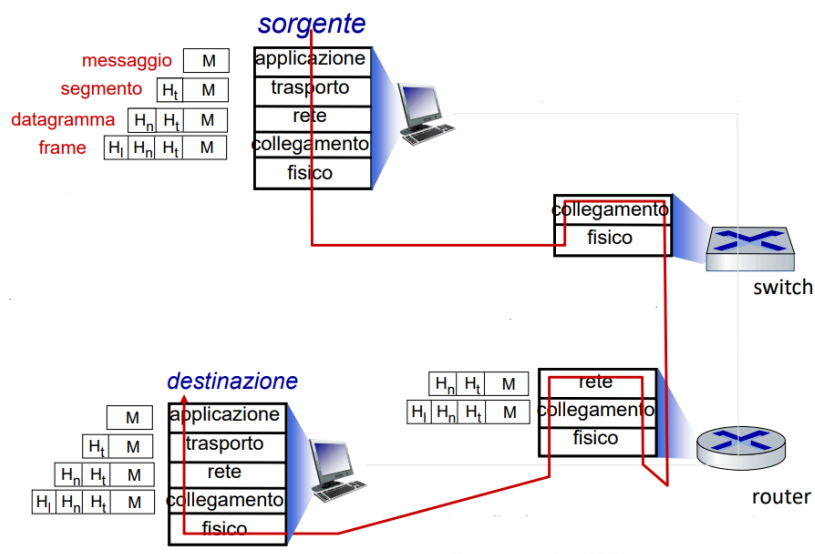 sorgente
messaggio M applicazione
segmento Ht M trasporto
datagramma Hn Ht M rete
frame Hl Hn Ht M collegamento
fisico
collegamento
fisico
switch
destinazione
Hn Ht M rete
Hl Hn Ht M collegamento
fisico
router
M applicazione
Ht M trasporto
Hn Ht M rete
Hl Hn Ht M collegamento
fisico